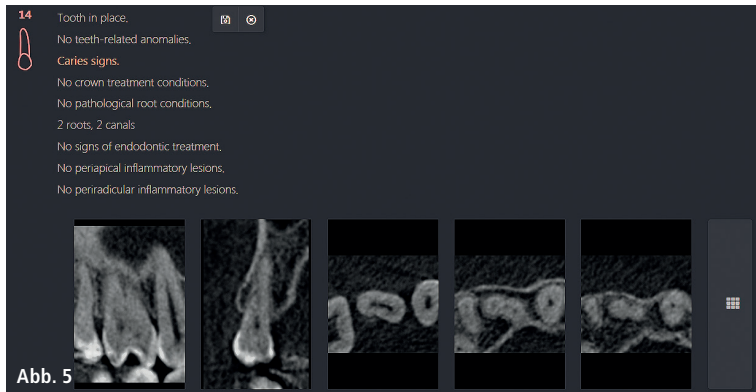 14
Tooth in place.
No teeth-related anomalies.
Caries signs.
No crown treatment conditions.
No pathological root conditions.
2 roots, 2 canals
No signs of endodontic treatment.
No periapical inflammatory lesions.
No periradicular inflammatory lesions.
Abb. 5